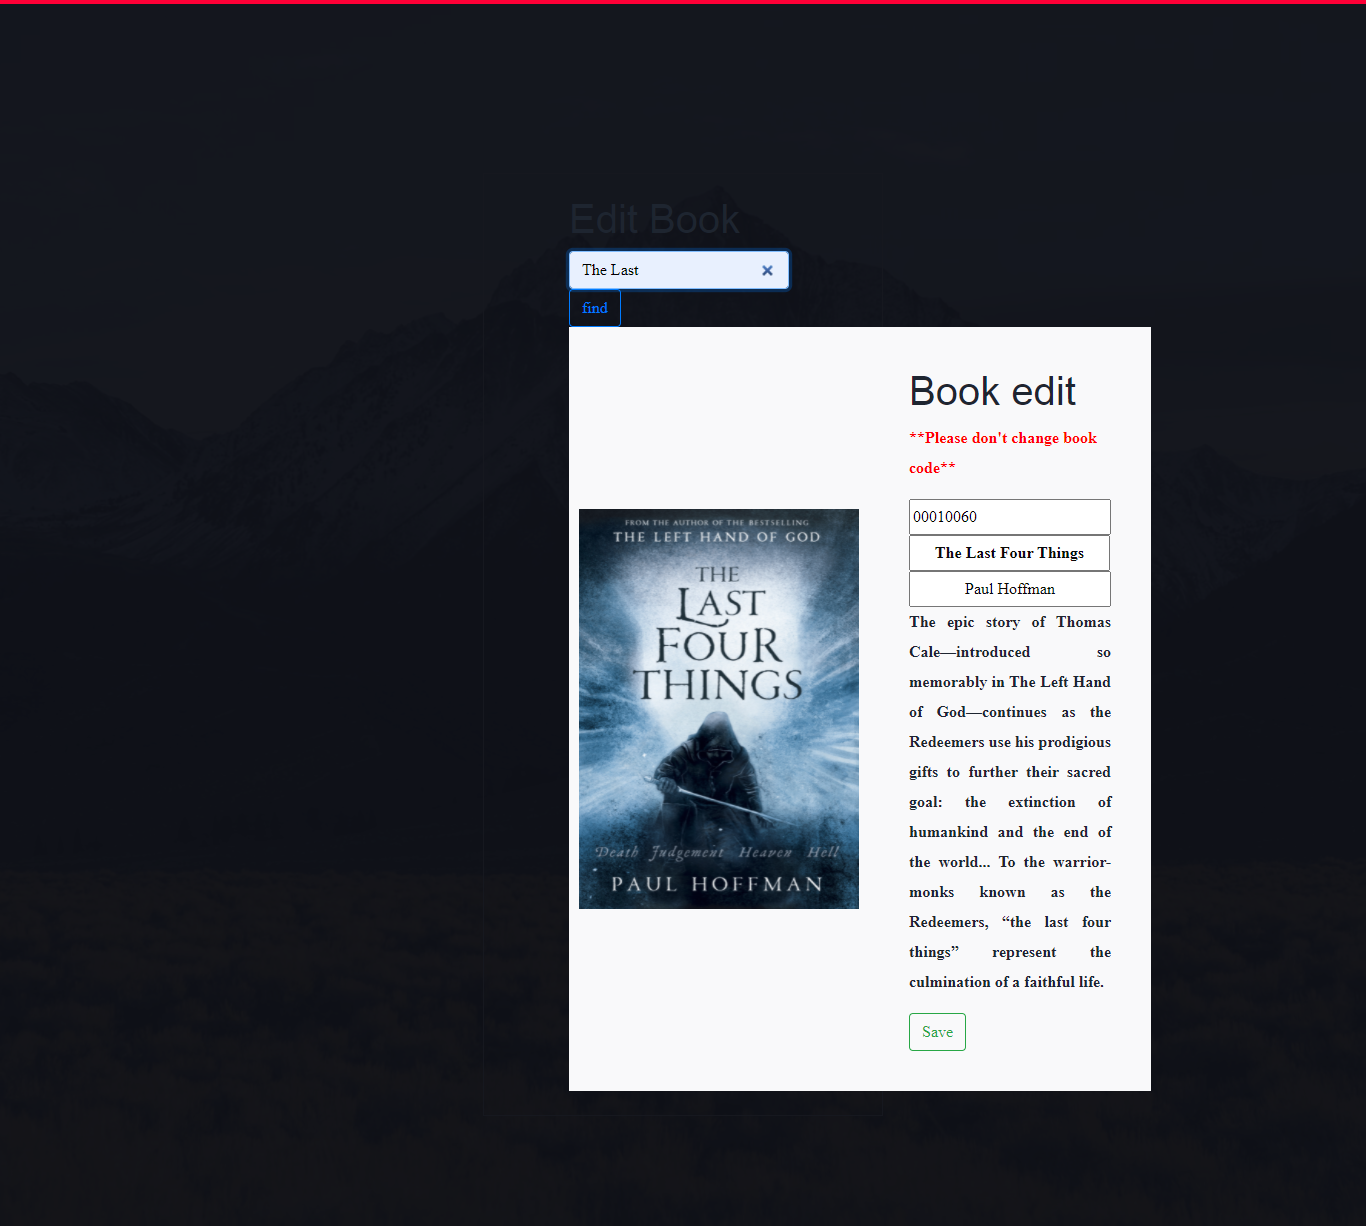 Edit Book
The Last
find
Book edit
**Please don't change book
code**
00010060
The Last Four Things
Paul Hoffman
FROM THE AUTHOR OF THE BESTSELLING
THE LEFT HAND OF GOD
THE
LAST
FOUR
THINGS
Death Judgement Heaven Hell
PAUL HOFFMAN
The epic story of Thomas
Cale—introduced so
memorably in The Left Hand
of God—continues as the
Redeemers use his prodigious
gifts to further their sacred
goal: the extinction of
humankind and the end of
the world... To the warrior-
monks known as the
Redeemers, “the last four
things” represent the
culmination of a faithful life.
Save